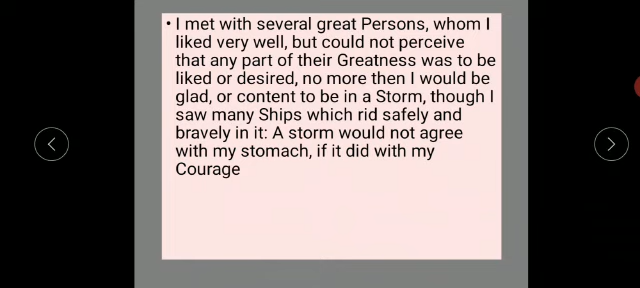 • I met with several great Persons, whom I
liked very well, but could not perceive
that any part of their Greatness was to be
liked or desired, no more then I would be
glad, or content to be in a Storm, though I
saw many Ships which rid safely and
bravely in it: A storm would not agree
with my stomach, if it did with my
Courage